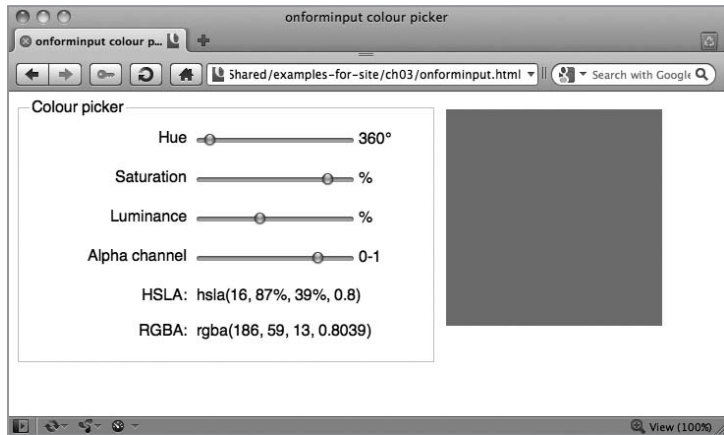 onforminput colour picker
onforminput colour p...
Shared/examples-for-site/ch03/onforminput.html
Search with Google
Colour picker
Hue 360°
Saturation %
Luminance %
Alpha channel 0-1
HSLA: hsla(16, 87%, 39%, 0.8)
RGBA: rgba(186, 59, 13, 0.8039)
View (100%)